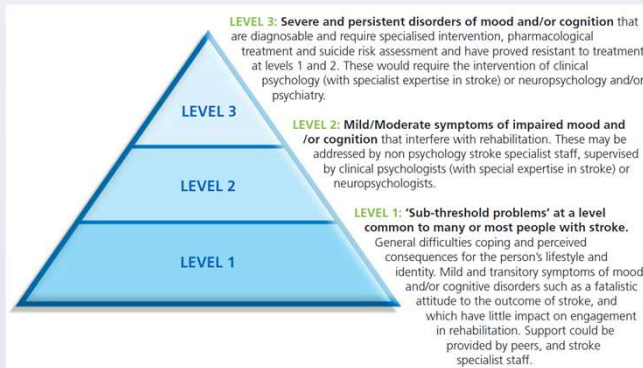 LEVEL 3: Severe and persistent disorders of mood and/or cognition that
are diagnosable and require specialised intervention, pharmacological
treatment and suicide risk assessment and have proved resistant to treatment
at levels 1 and 2. These would require the intervention of clinical
psychology (with specialist expertise in stroke) or neuropsychology and/or
psychiatry.
LEVEL 3
LEVEL 2: Mild/Moderate symptoms of impaired mood and
/or cognition that interfere with rehabilitation. These may be
addressed by non psychology stroke specialist staff, supervised
by clinical psychologists (with special expertise in stroke) or
neuropsychologists.
LEVEL 2
LEVEL 1: ‘Sub-threshold problems’ at a level
common to many or most people with stroke.
General difficulties coping and perceived
consequences for the person’s lifestyle and
identity. Mild and transitory symptoms of mood
and/or cognitive disorders such as a fatalistic
attitude to the outcome of stroke, and
which have little impact on engagement
in rehabilitation. Support could be
provided by peers, and stroke
specialist staff.
LEVEL 1